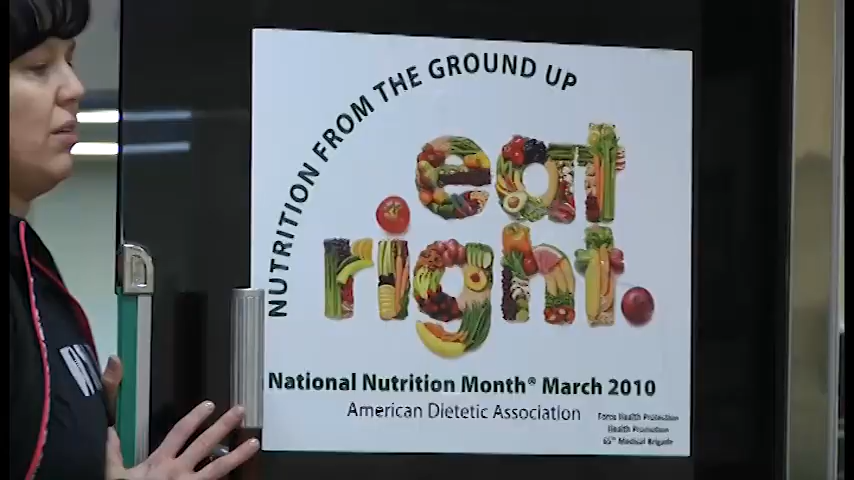 NUTRITION FROM THE GROUND UP
eat
right.
National Nutrition Month® March 2010
American Dietetic Association
Force Health Protection
Health Promotion
65th Medical Brigade